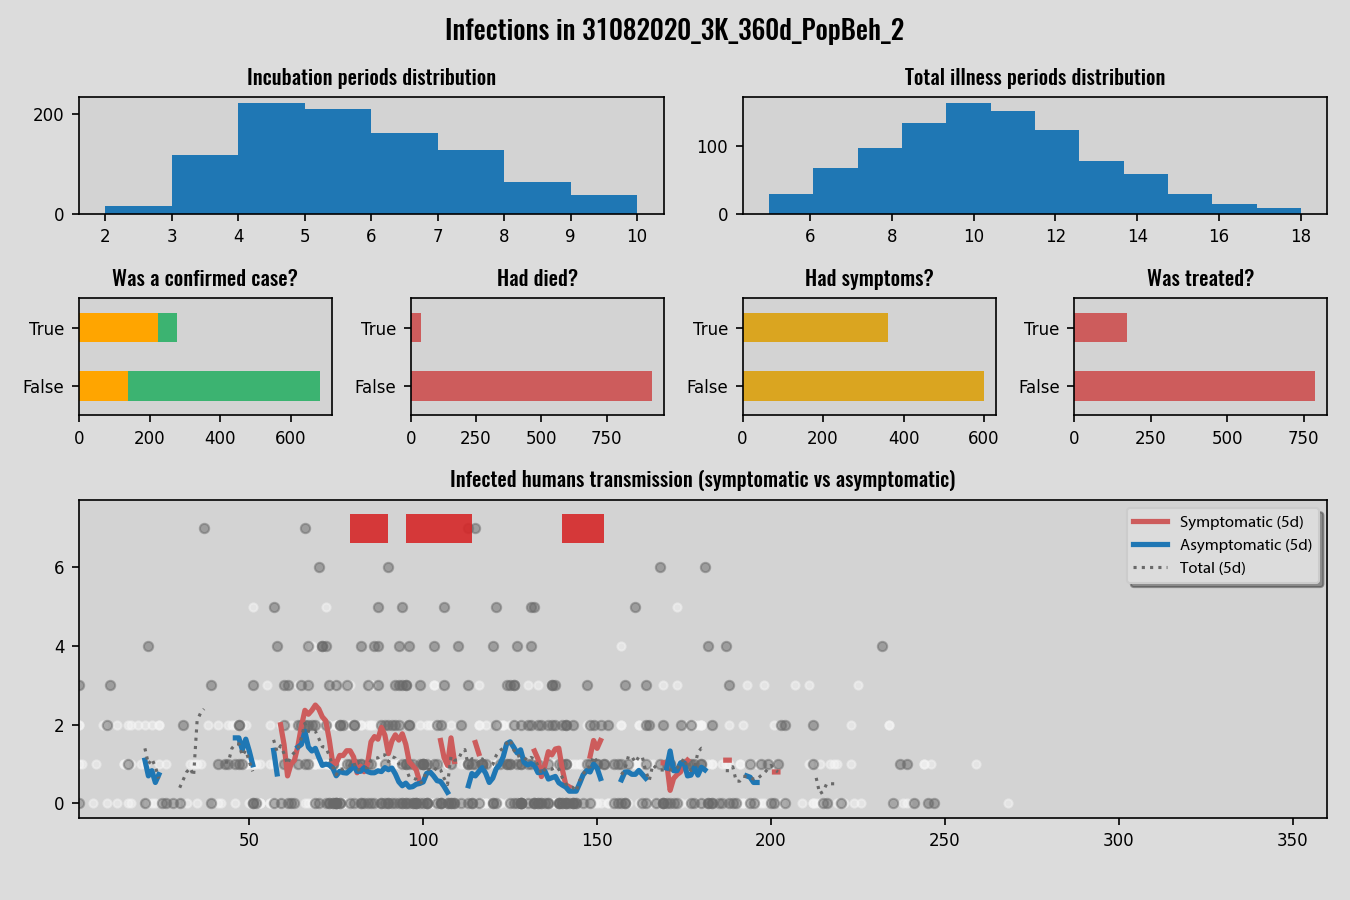 Infections in 31082020_3K_360d_PopBeh_2
Incubation periods distribution
200
0
2 3 4 5 6 7 8 9 10
Total illness periods distribution
100
0
6 8 10 12 14 16 18
Was a confirmed case?
True
False
0 200 400 600
Had died?
True
False
0 250 500 750
Had symptoms?
True
False
0 200 400 600
Was treated?
True
False
0 250 500 750
Infected humans transmission (symptomatic vs asymptomatic)
Symptomatic (5d)
Asymptomatic (5d)
Total (5d)
6
4
2
0
50 100 150 200 250 300 350